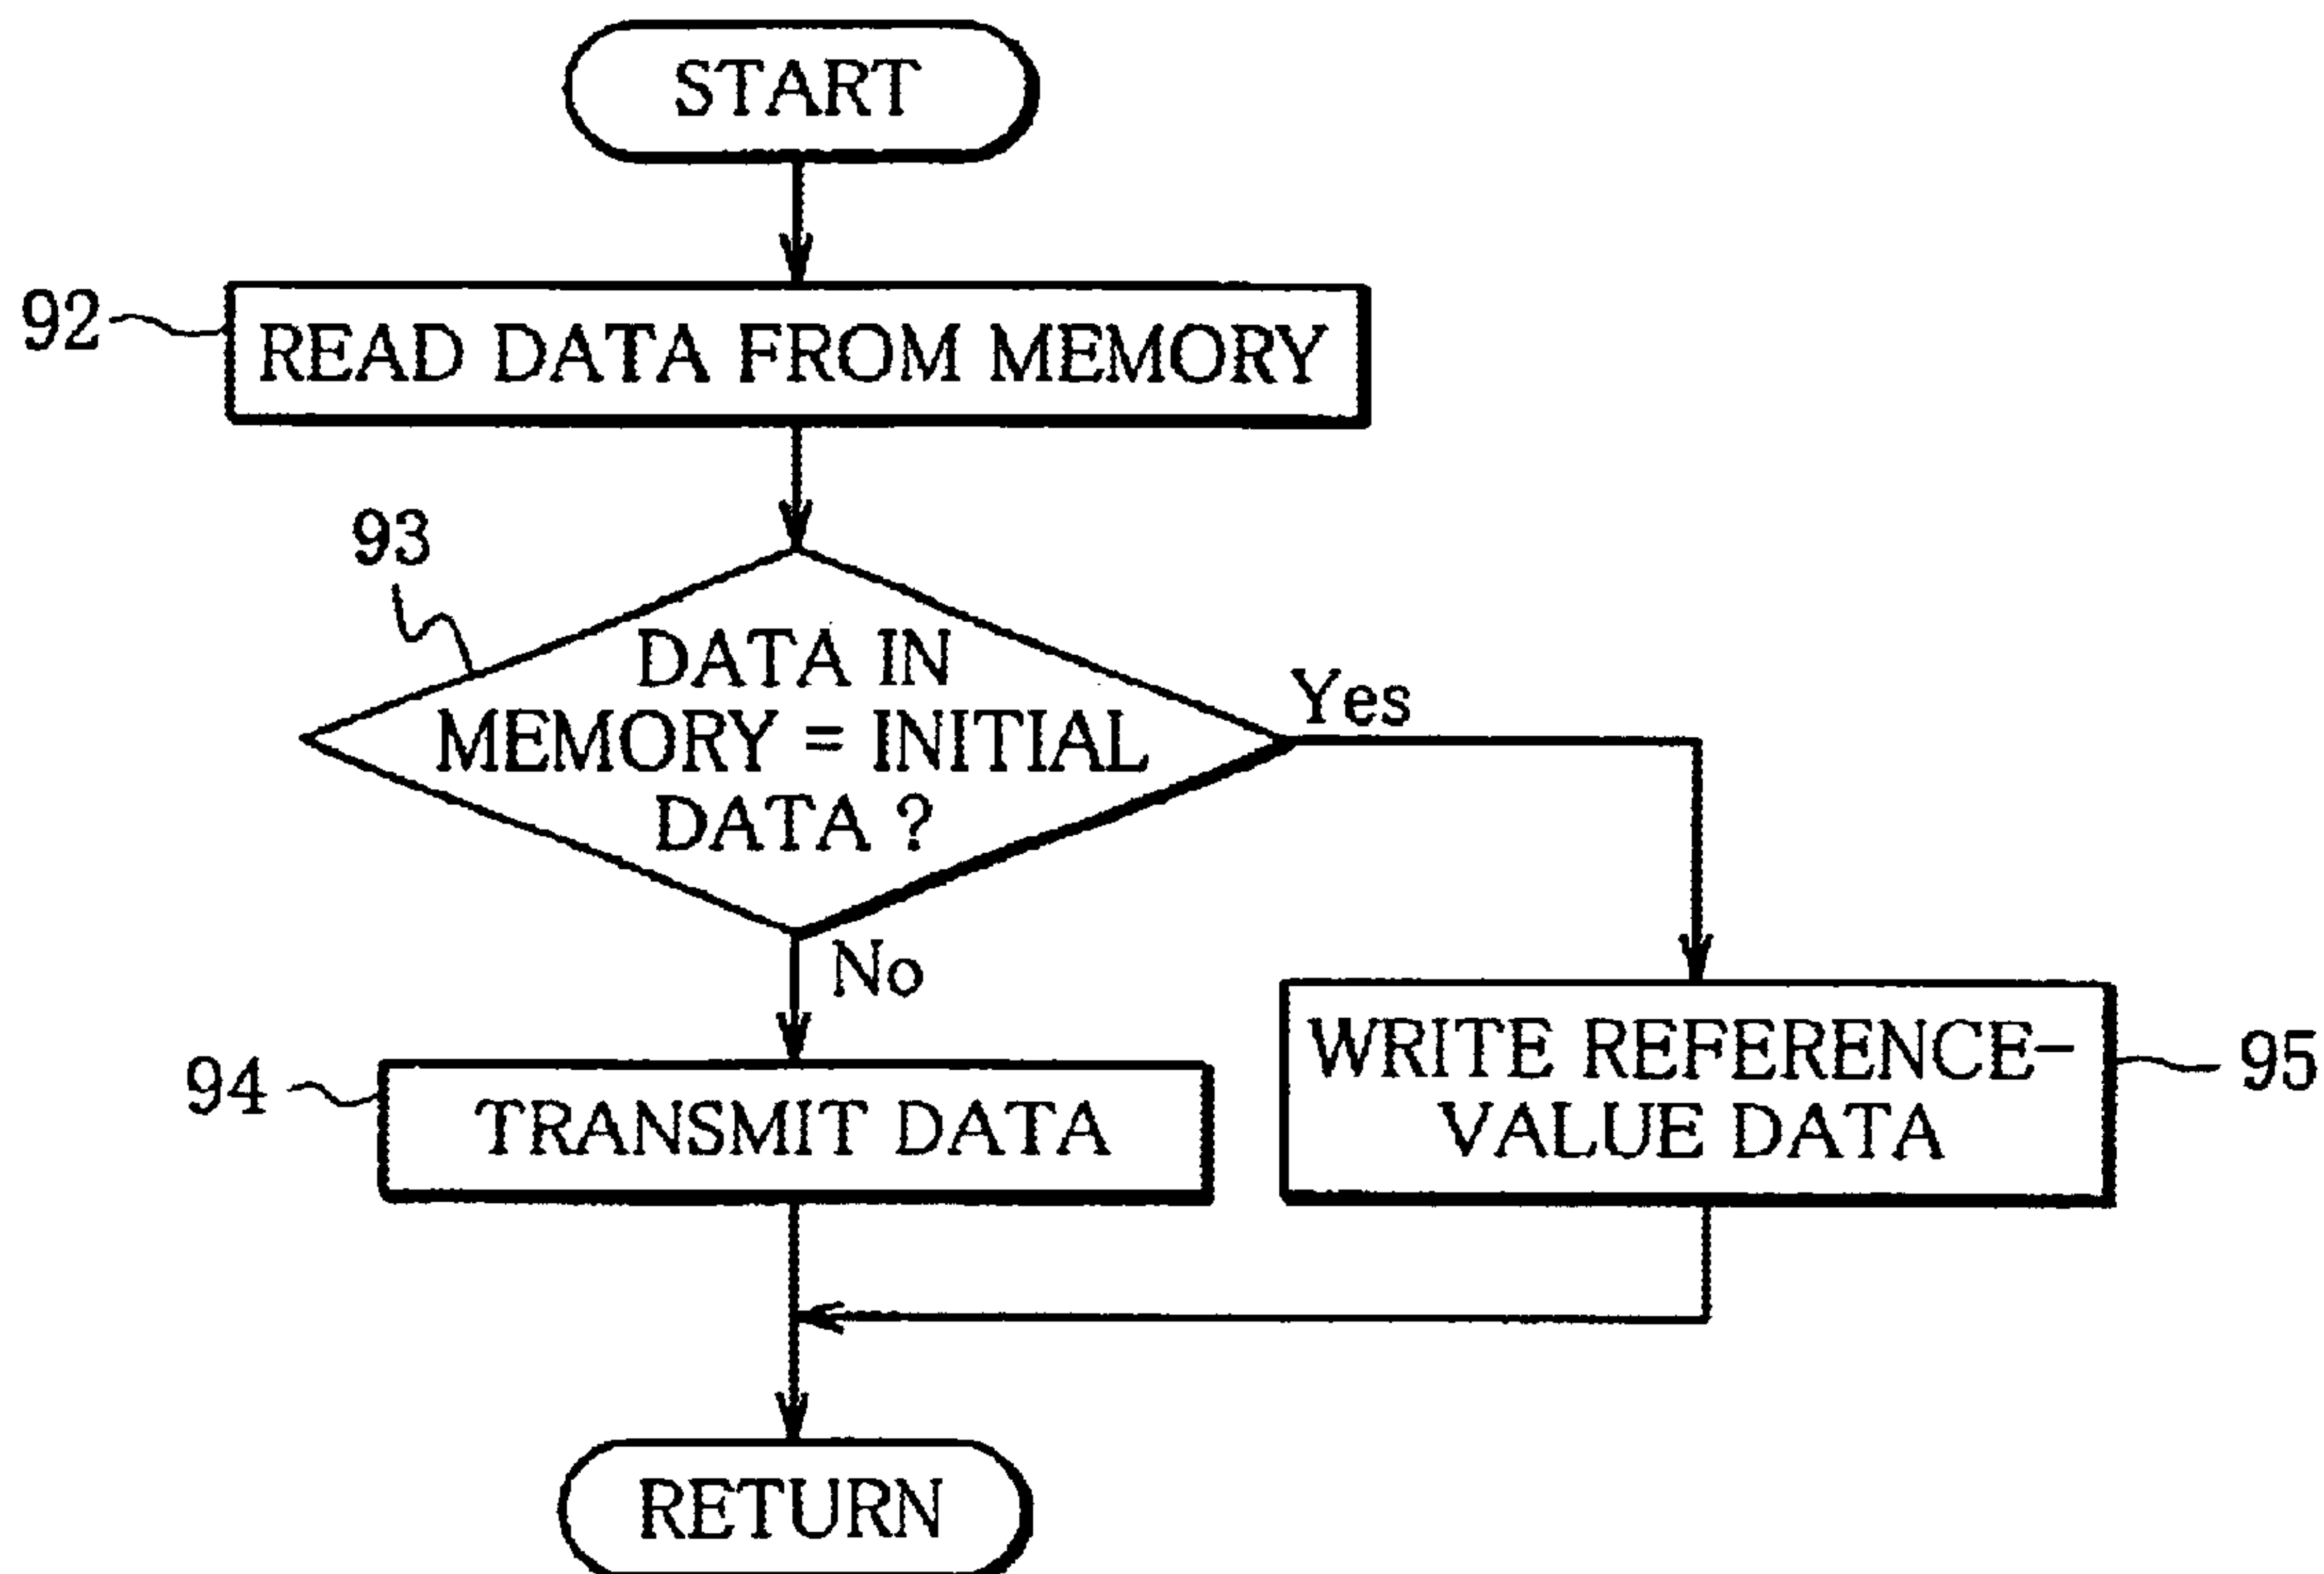 START
92
READ DATA FROM MEMORY
93
DATA IN
MEMORY = INITIAL
DATA ?
Yes
No
94
TRANSMIT DATA
WRITE REFERENCE-
VALUE DATA
95
RETURN